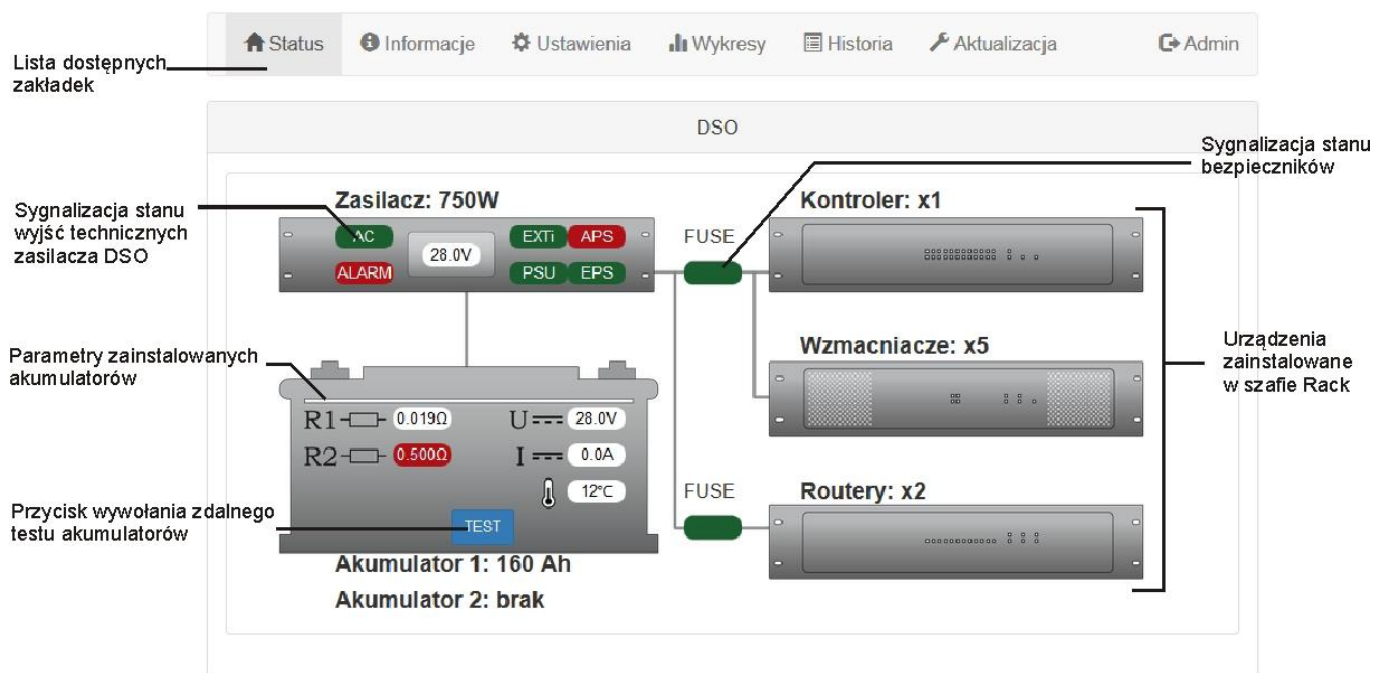 Status Informacje Ustawienia Wykresy Historia Aktualizacja Admin
Lista dostępnych
zakładek
DSO
Sygnalizacja stanu
bezpieczników
Zasilacz: 750W
Kontroler: x1
Sygnalizacja stanu
wyjść technicznych
zasilacza DSO
AC
28.0V
EXTi
APS
ALARM
PSU
EPS
FUSE
Parametry zainstalowanych
akumulatorów
Wzmacniacze: x5
Urządzenia
zainstalowane
w szafie Rack
R1 0.019Ω
U 28.0V
R2 0.500Ω
I 0.0A
12°C
FUSE
Routery: x2
Przycisk wywołania zdalnego
testu akumulatorów
TEST
Akumulator 1: 160 Ah
Akumulator 2: brak